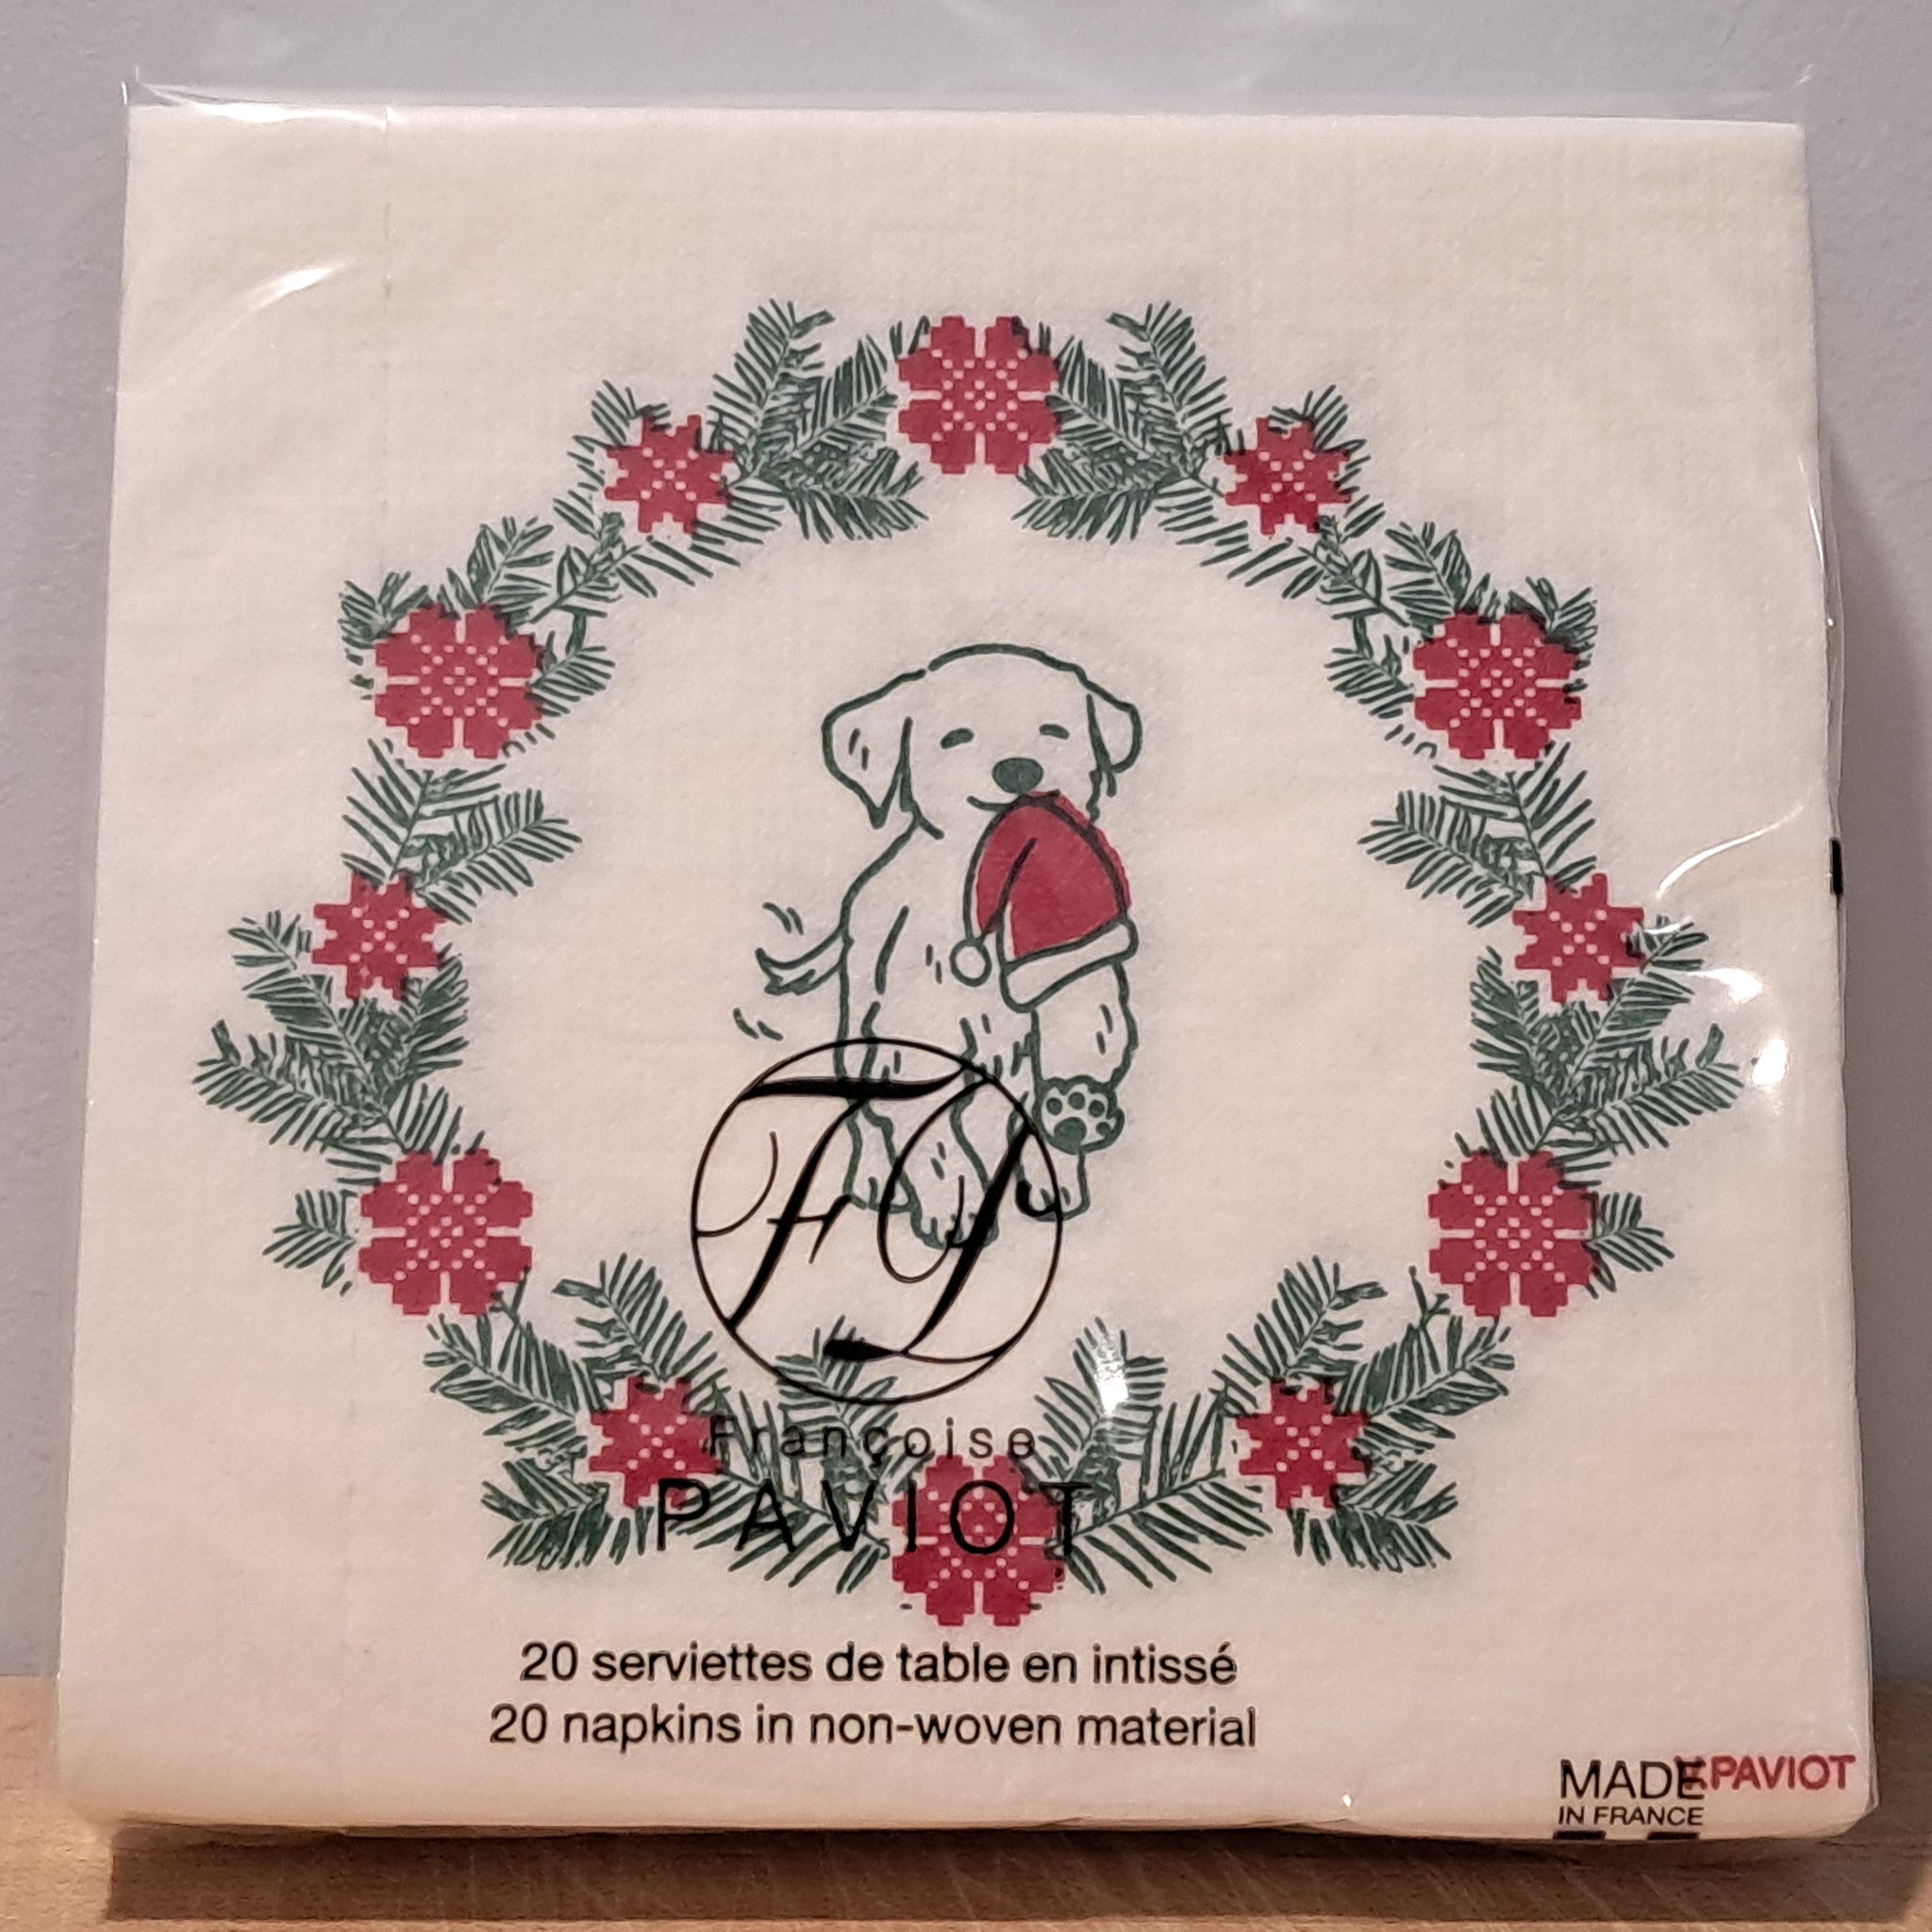 FP
Françoise
PAVIOT
20 serviettes de table en intissé
20 napkins in non-woven material
MADE
IN FRANCE
PAVIOT